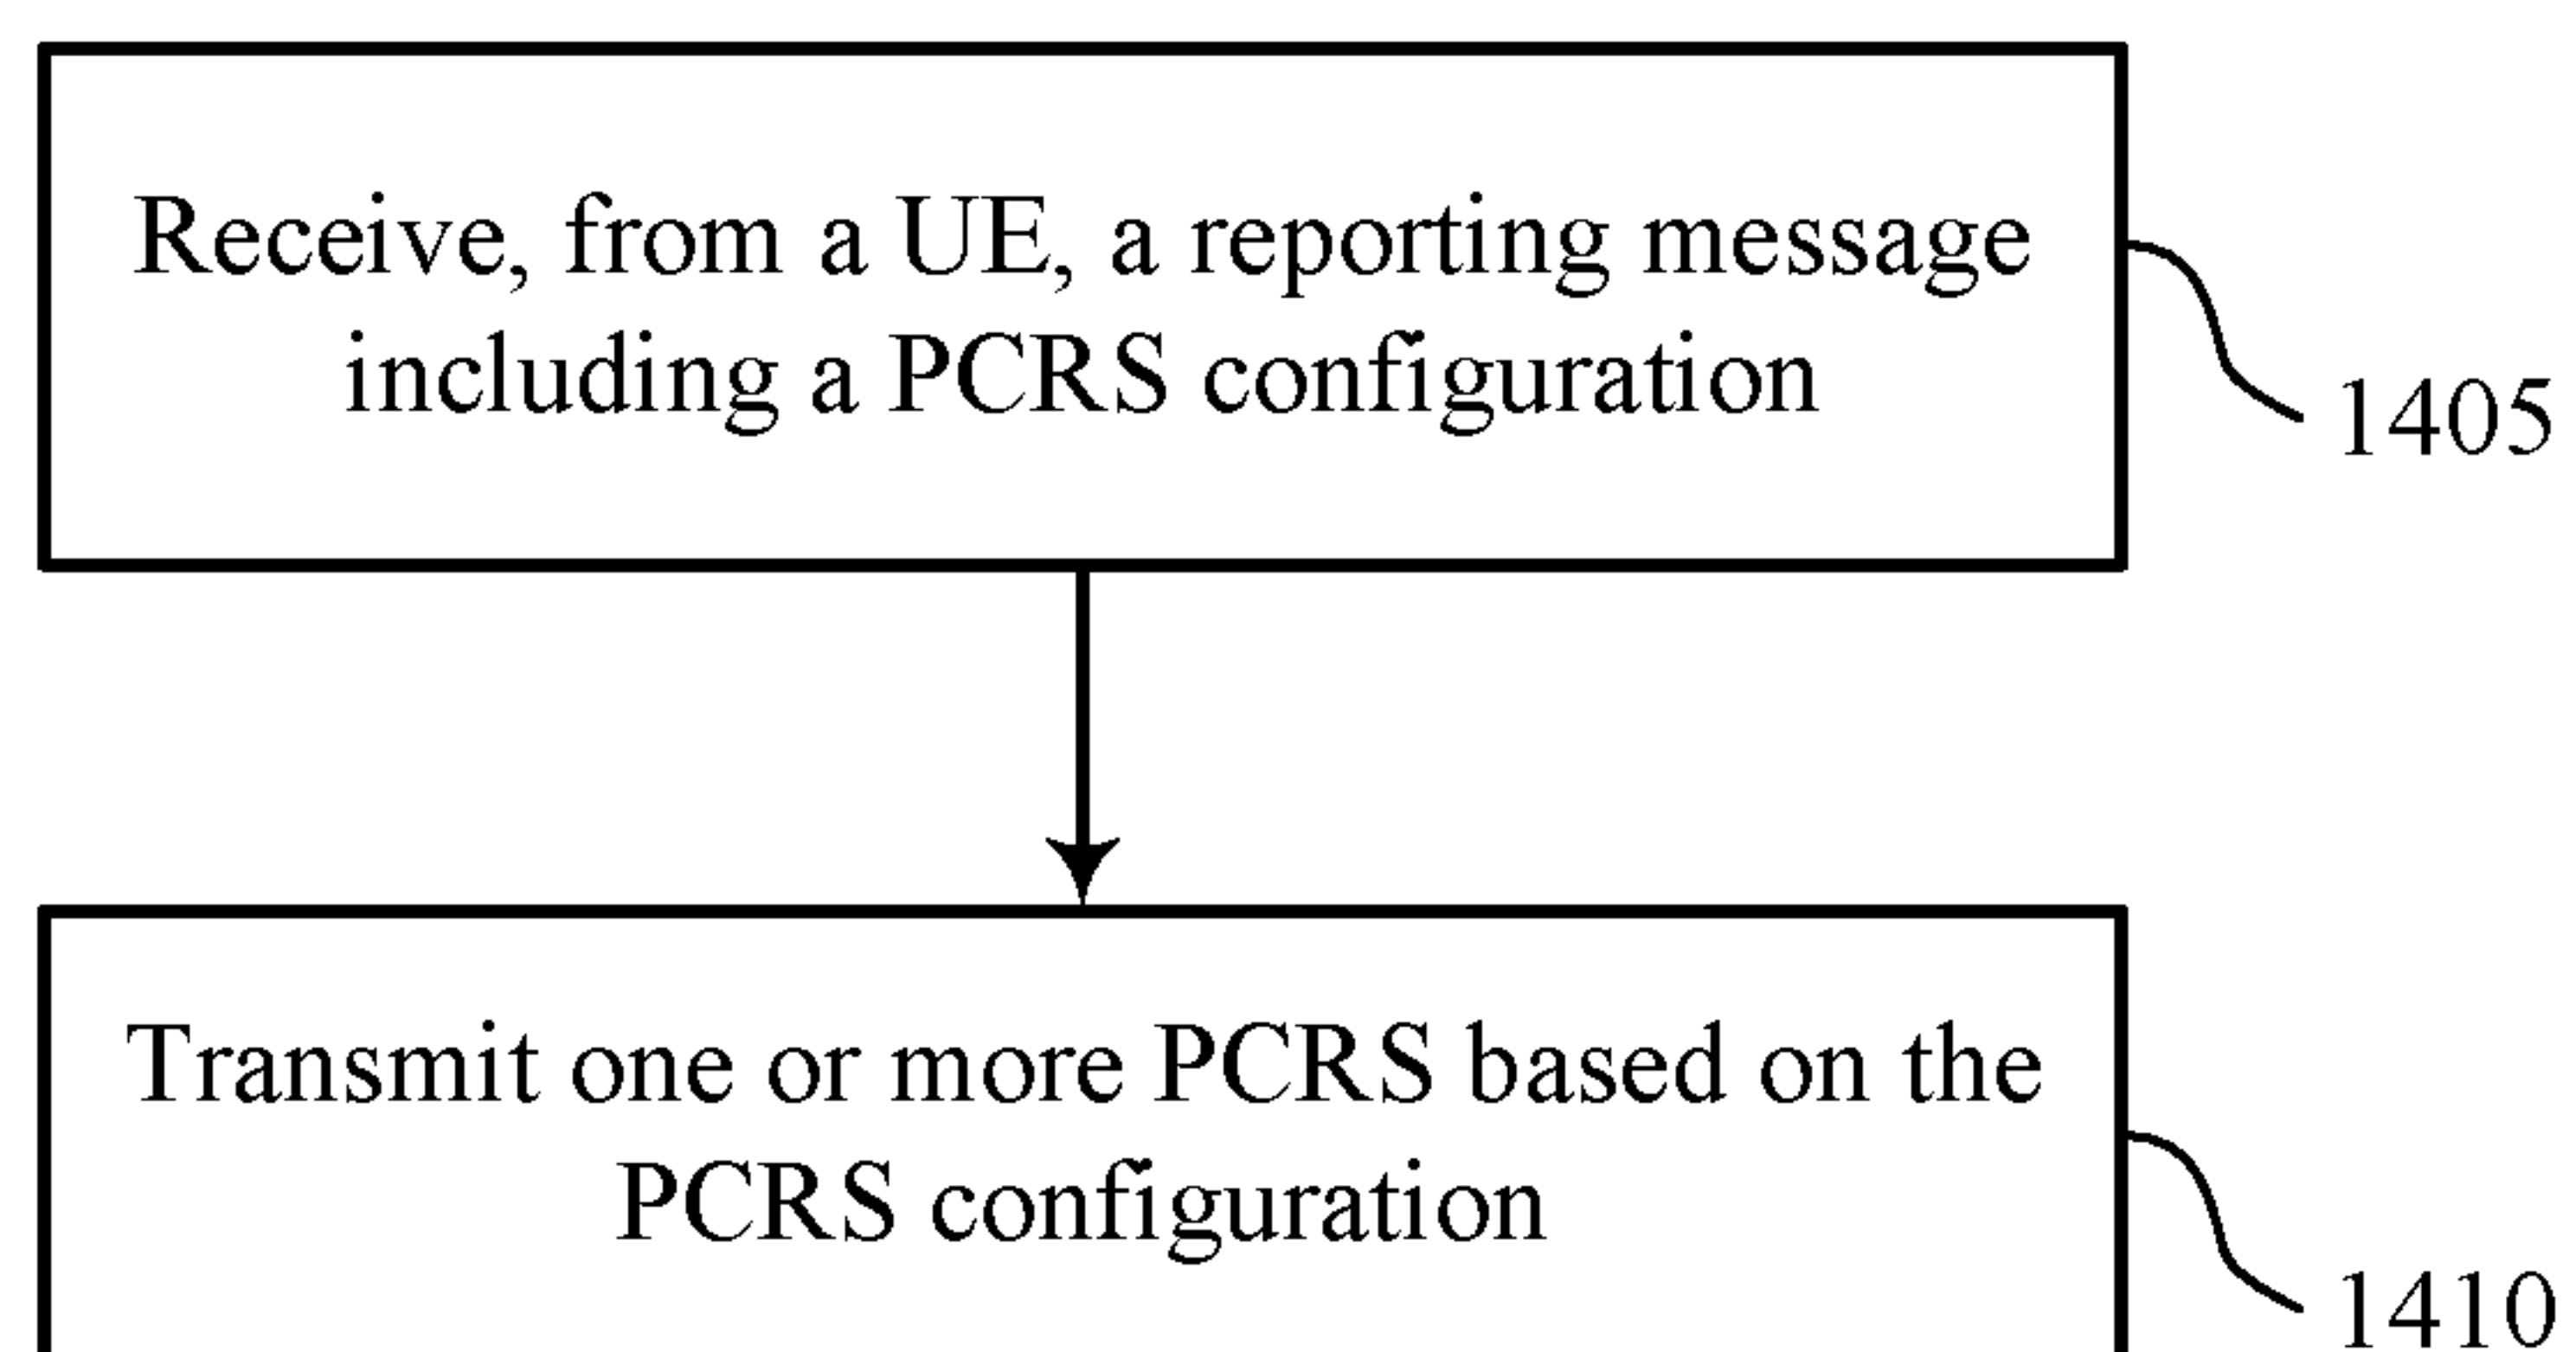 Receive, from a UE, a reporting message
including a PCRS configuration
1405
Transmit one or more PCRS based on the
PCRS configuration
1410